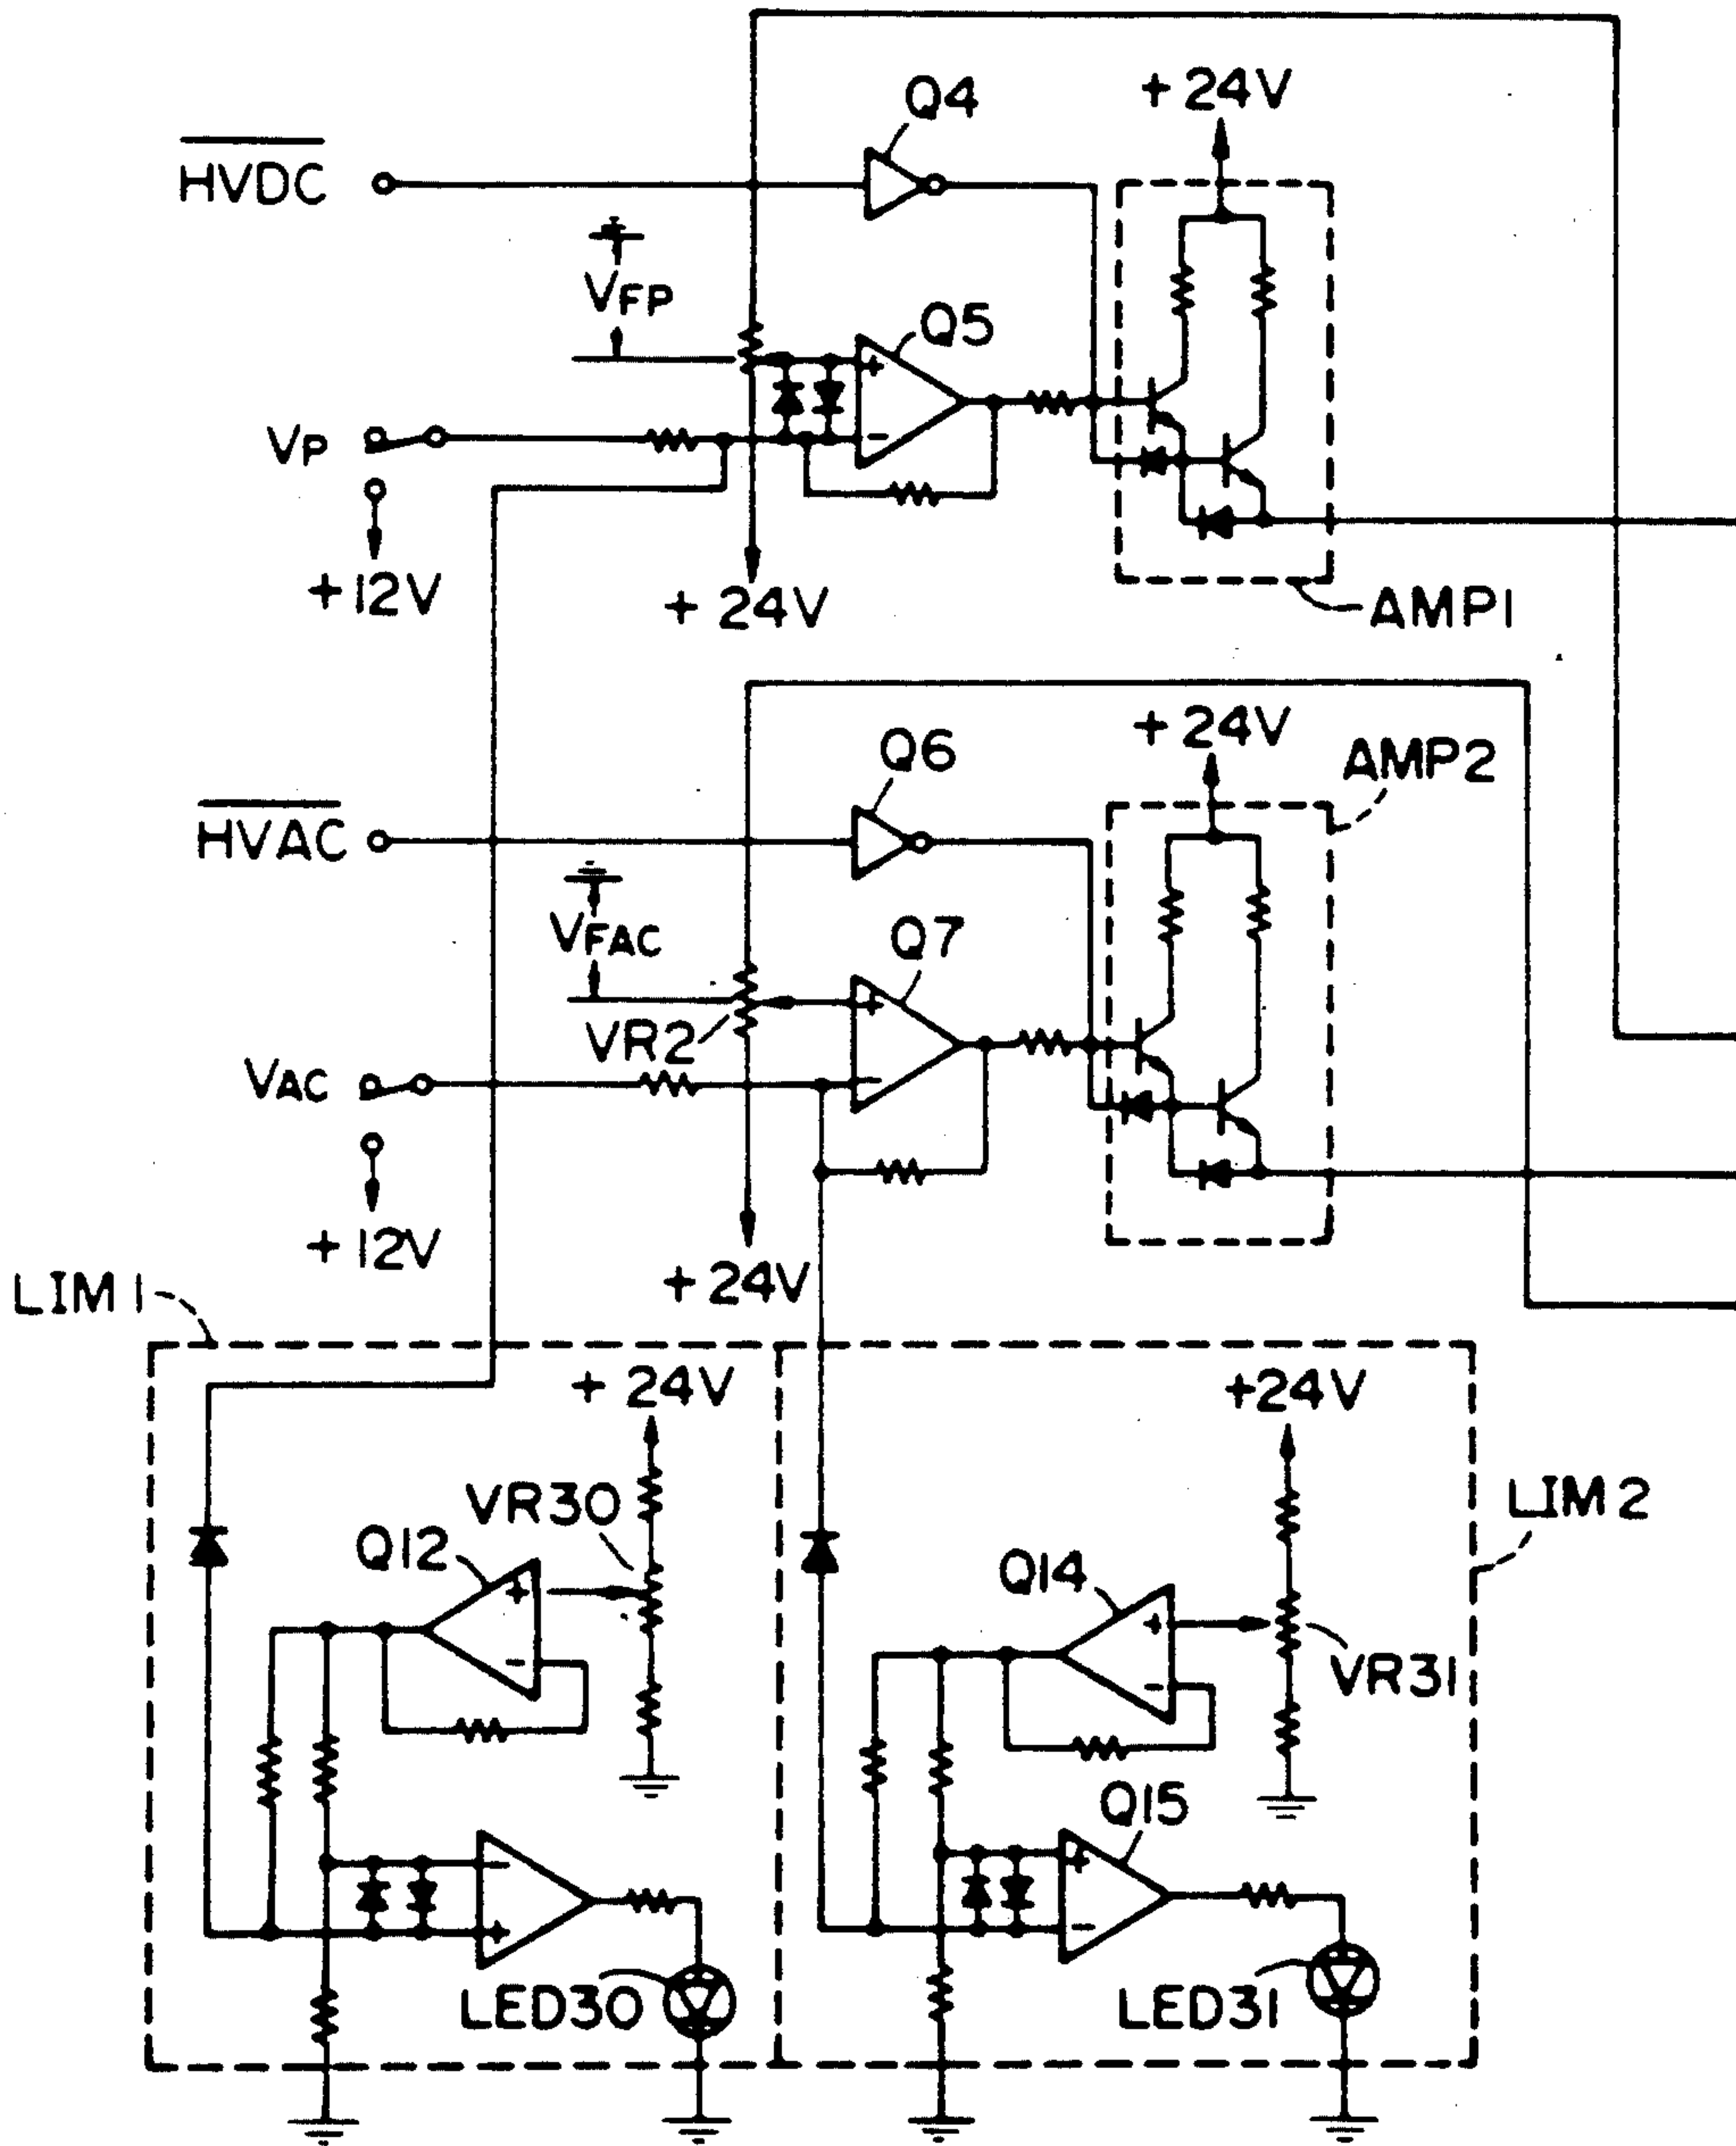 +24V
Q4
HVDC
VFP
Q5
VP
+12V
+24V
AMP1
+24V
AMP2
Q6
HVAC
VFAC
Q7
VR2
VAC
+12V
+24V
LIM1
+24V
+24V
VR30
LIM2
Q12
Q14
VR31
Q15
LED30
LED31